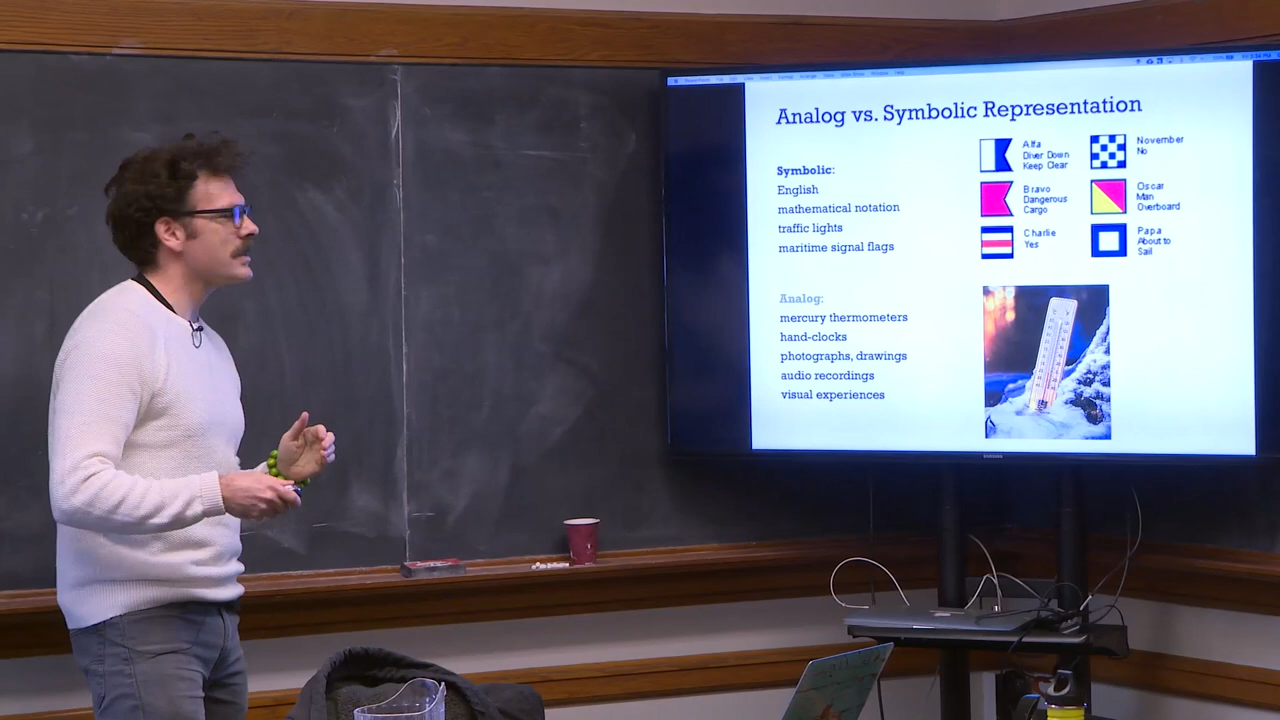 Analog vs. Symbolic Representation
Symbolic:
English
mathematical notation
traffic lights
maritime signal flags
Alfa
Diver Down
Keep Clear
Bravo
Dangerous
Cargo
Charlie
Yes
November
No
Oscar
Man
Overboard
Papa
About to
Sail
Analog:
mercury thermometers
hand-clocks
photographs, drawings
audio recordings
visual experiences
SAMSUNG